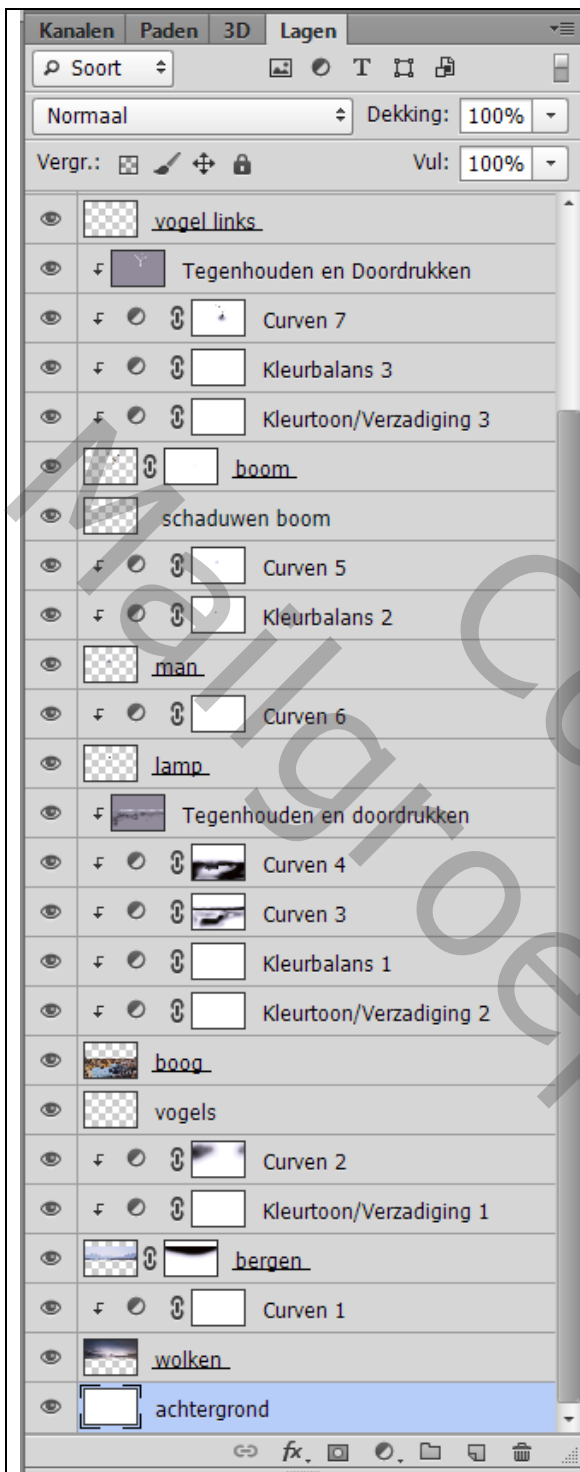 Kanalen Paden 3D Lagen
Soort
Normaal Dekking: 100%
Vergr.: Vul: 100%
vogel links
Tegenhouden en Doordrukken
Curven 7
Kleurbalans 3
Kleurtoon/Verzadiging 3
boom
schaduwen boom
Curven 5
Kleurbalans 2
man
Curven 6
lamp
Tegenhouden en doordrukken
Curven 4
Curven 3
Kleurbalans 1
Kleurtoon/Verzadiging 2
boog
vogels
Curven 2
Kleurtoon/Verzadiging 1
bergen
Curven 1
wolken
achtergrond
fx
Mailgroep
Co